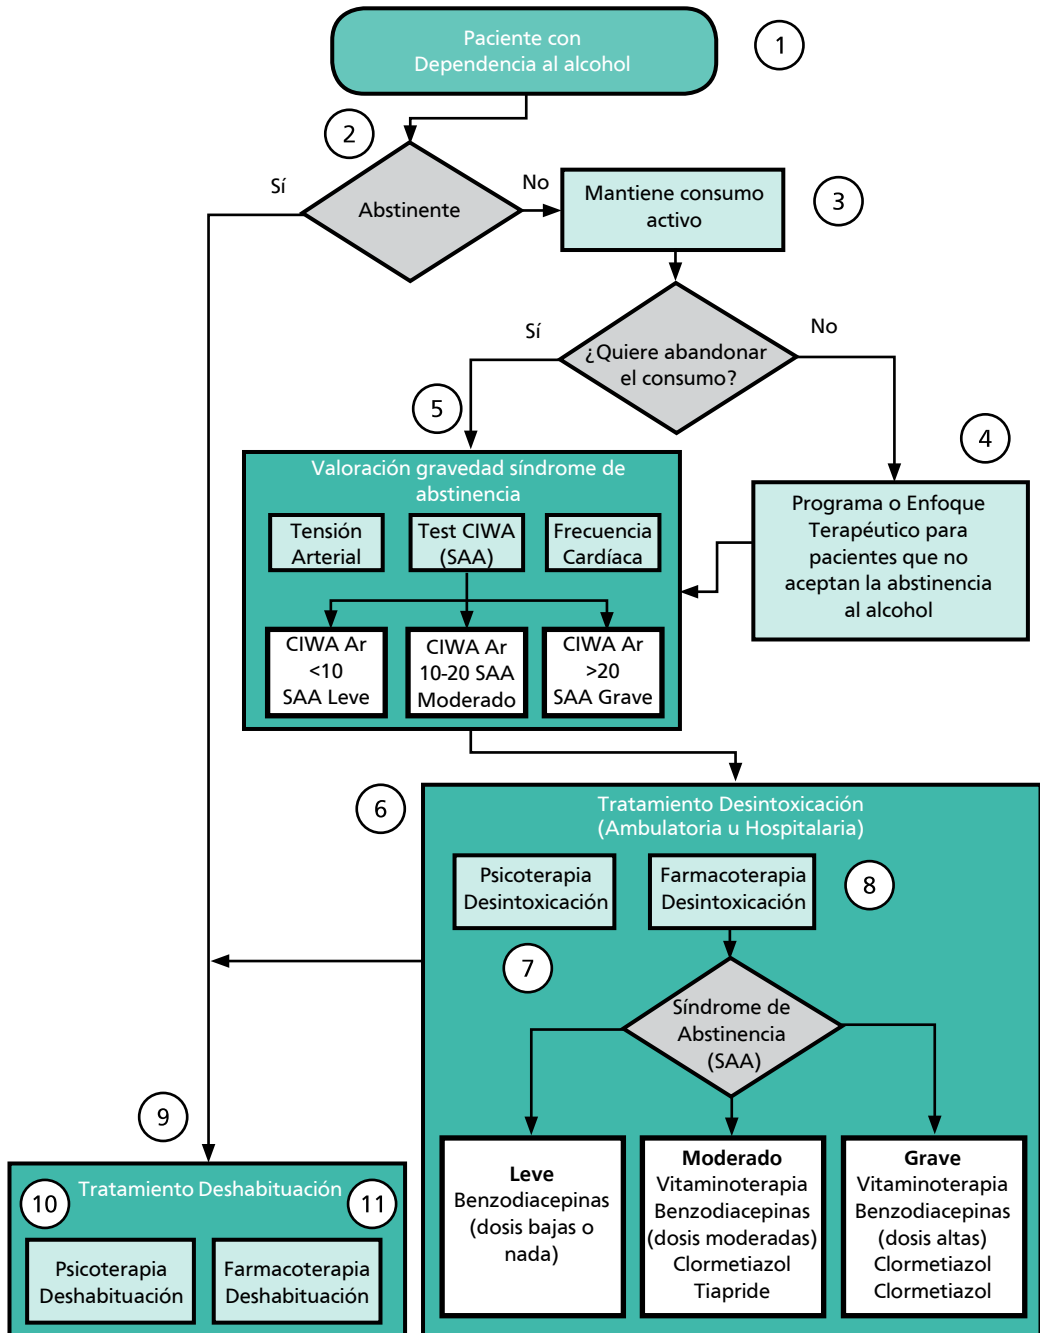 Paciente con
Dependencia al alcohol
1
2
Sí
Abstinente
No
Mantiene consumo
activo
3
Sí
¿Quiere abandonar
el consumo?
No
5
4
Valoración gravedad síndrome de
abstinencia
Tensión
Arterial
Test CIWA
(SAA)
Frecuencia
Cardíaca
CIWA Ar
<10
SAA Leve
CIWA Ar
10-20 SAA
Moderado
CIWA Ar
>20
SAA Grave
Programa o Enfoque
Terapéutico para
pacientes que no
aceptan la abstinencia
al alcohol
6
Tratamiento Desintoxicación
(Ambulatoria u Hospitalaria)
Psicoterapia
Desintoxicación
Farmacoterapia
Desintoxicación
8
7
Síndrome de
Abstinencia
(SAA)
Leve
Benzodiacepinas
(dosis bajas o
nada)
Moderado
Vitaminoterapia
Benzodiacepinas
(dosis moderadas)
Clormetiazol
Tiapride
Grave
Vitaminoterapia
Benzodiacepinas
(dosis altas)
Clormetiazol
Clormetiazol
9
10
Tratamiento Deshabituación
11
Psicoterapia
Deshabituación
Farmacoterapia
Deshabituación